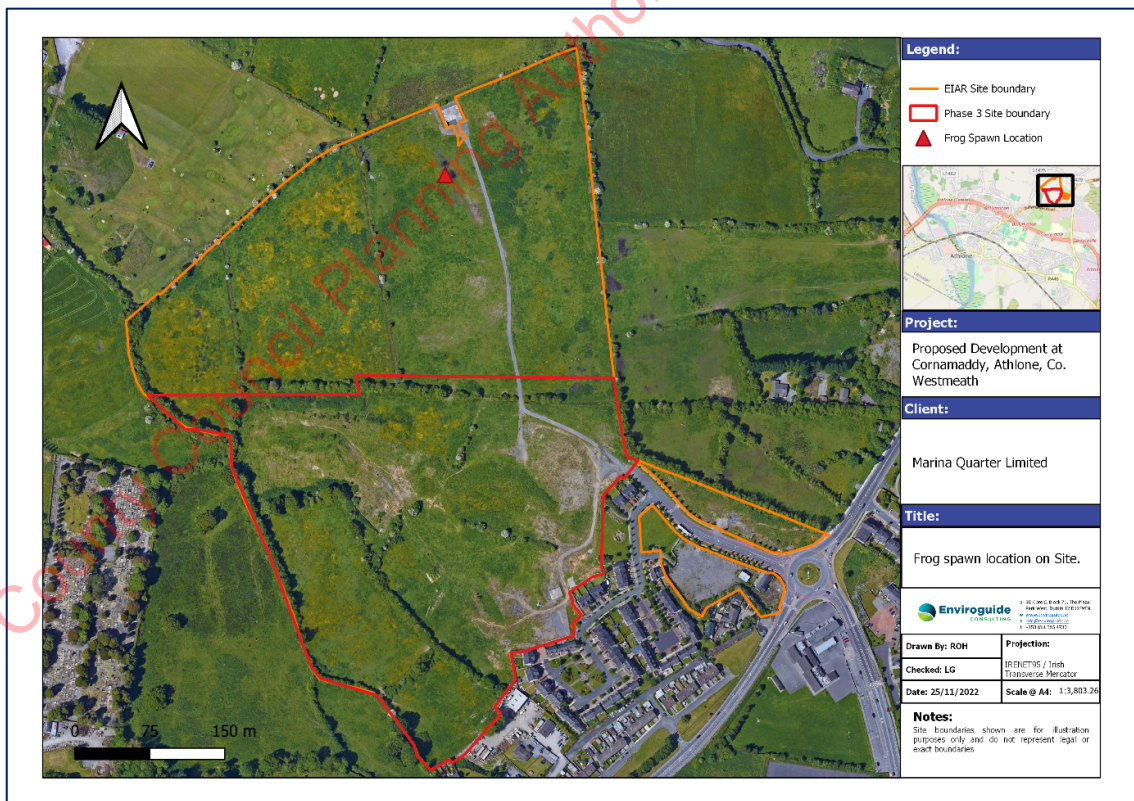 County Council Planning Autho
Legend:
EIAR Site boundary
Phase 3 Site boundary
Frog Spawn Location
Athlone
Project:
Proposed Development at
Cornamaddy, Athlone, Co.
Westmeath
Client:
Marina Quarter Limited
Title:
Frog spawn location on Site.
Enviroguide
CONSULTING
Drawn By: ROH
Projection:
IRENET95 / Irish
Transverse Mercator
Checked: LG
Date: 25/11/2022
Scale @ A4: 1:3,803.26
Notes:
Site boundaries shown are for illustration
purposes only and do not represent legal or
exact boundaries
0 75 150 m